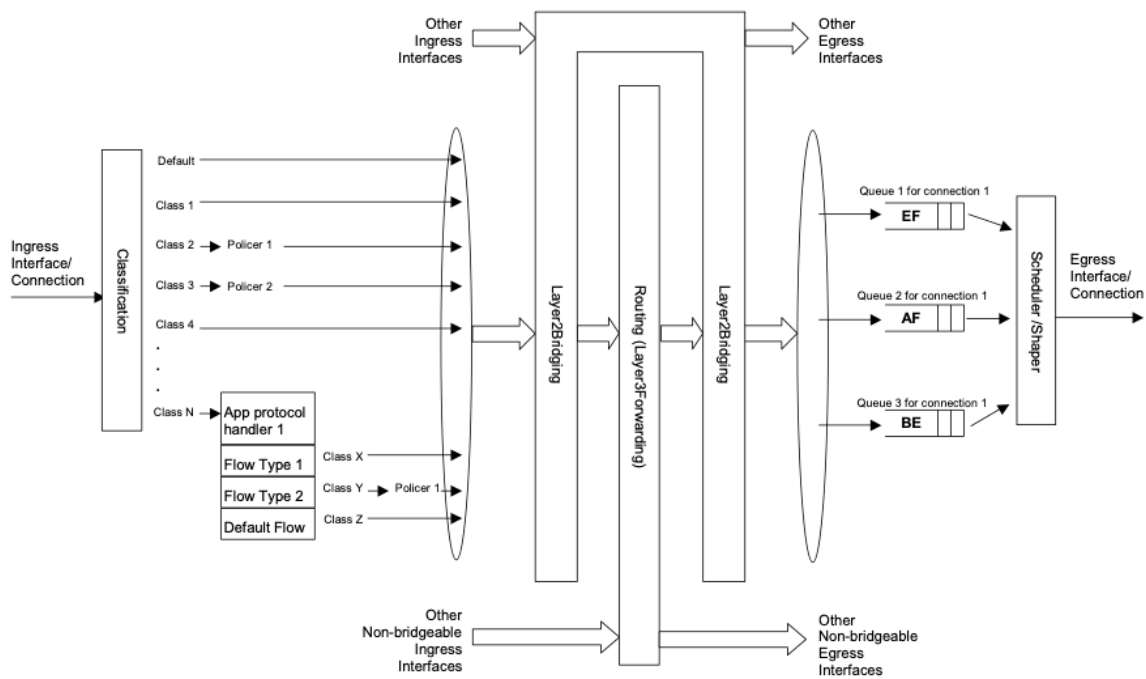 Other
Ingress
Interfaces
Other
Egress
Interfaces
Default
Class 1
Class 2
Policer 1
Class 3
Policer 2
Class 4
.
.
.
Class N
Ingress
Interface/
Connection
Classification
App protocol
handler 1
Flow Type 1
Flow Type 2
Default Flow
Class X
Class Y
Policer 1
Class Z
Layer2Bridging
Routing (Layer3Forwarding)
Layer2Bridging
Queue 1 for connection 1
EF
Queue 2 for connection 1
AF
Queue 3 for connection 1
BE
Scheduler /Shaper
Egress
Interface/
Connection
Other
Non-bridgeable
Ingress
Interfaces
Other
Non-bridgeable
Egress
Interfaces